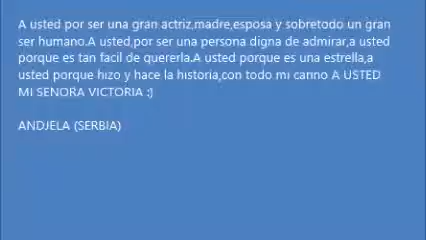 A usted por ser una gran actriz,madre,esposa y sobretodo un gran
ser humano.A usted,por ser una persona digna de admirar,a usted
porque es tan facil de quererla.A usted porque es una estrella,a
usted porque hizo y hace la historia,con todo mi carino A USTED
MI SENORA VICTORIA :)
ANDJELA (SERBIA)